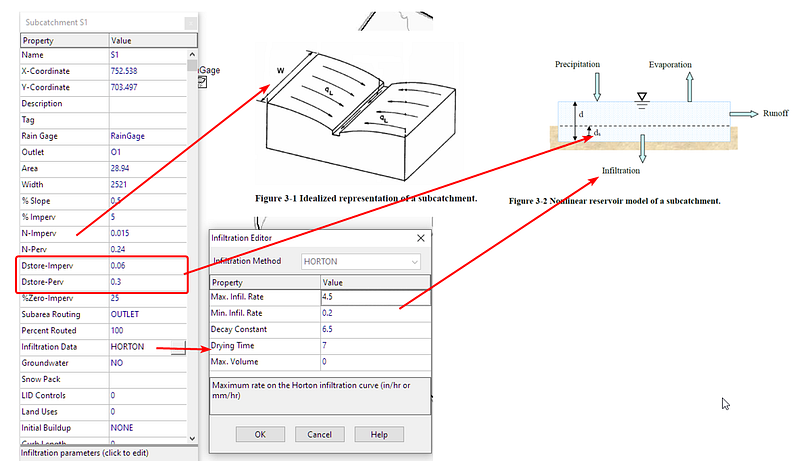 Subcatchment S1
Property Value
Name S1
X-Coordinate 752.538
Y-Coordinate 703.497
Description
Tag
Rain Gage RainGage
Outlet O1
Area 28.94
Width 2521
% Slope 0.5
% Imperv 5
N-Imperv 0.015
N-Perv 0.24
Dstore-Imperv 0.06
Dstore-Perv 0.3
%Zero-Imperv 25
Subarea Routing OUTLET
Percent Routed 100
Infiltration Data HORTON
Groundwater NO
Snow Pack
LID Controls 0
Land Uses 0
Initial Buildup NONE
Curb Length 0
Infiltration parameters (click to edit)
nGage
W
qL
qL
Figure 3-1 Idealized representation of a subcatchment.
Precipitation Evaporation
Runoff
d
ds
Infiltration
Figure 3-2 Nonlinear reservoir model of a subcatchment.
Infiltration Editor
Infiltration Method HORTON
Property Value
Max. Infil. Rate 4.5
Min. Infil. Rate 0.2
Decay Constant 6.5
Drying Time 7
Max. Volume 0
Maximum rate on the Horton infiltration curve (in/hr or
mm/hr)
OK Cancel Help